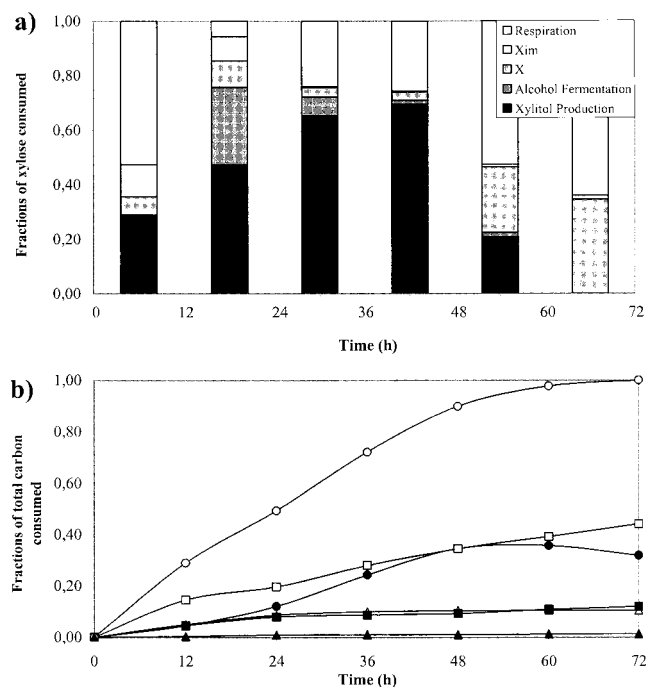 a)
Fractions of xylose consumed
1,00
0,80
0,60
0,40
0,20
0,00
Respiration
Xim
X
Alcohol Fermentation
Xylitol Production
0 12 24 36 48 60 72
Time (h)
b)
Fractions of total carbon
consumed
1,00
0,80
0,60
0,40
0,20
0,00
0 12 24 36 48 60 72
Time (h)